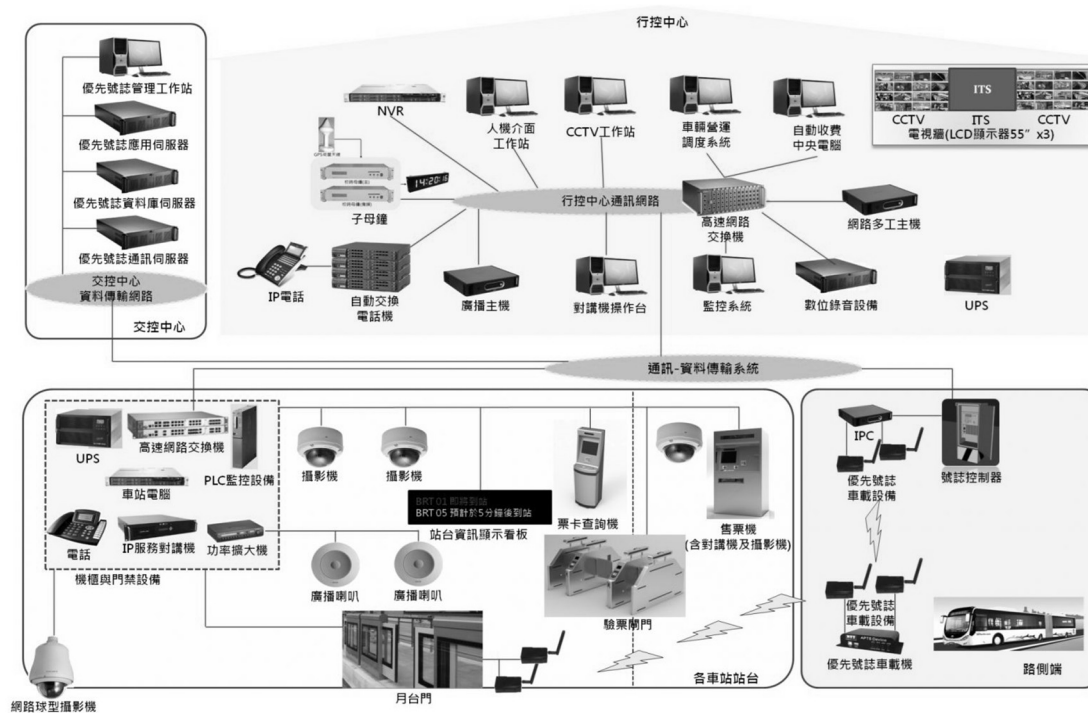 行控中心
優先號誌管理工作站
優先號誌應用伺服器
優先號誌資料庫伺服器
優先號誌通訊伺服器
交控中心
資料傳輸網路
交控中心
NVR
14:20:16
子母鐘
人機介面
工作站
CCTV工作站
車輛營運
調度系統
自動收費
中央電腦
ITS
CCTV
ITS
CCTV
電視牆(LCD顯示器55" x3)
行控中心通訊網路
高速網路
交換機
網路多工主機
IP電話
自動交換
電話機
廣播主機
對講機操作台
監控系統
數位錄音設備
UPS
通訊-資料傳輸系統
UPS
高速網路交換機
PLC監控設備
車站電腦
電話
IP服務對講機
功率擴大機
機櫃與門禁設備
網路球型攝影機
攝影機
攝影機
BRT 01 即將到站
BRT 05 預計於5分鐘後到站
站台資訊顯示看板
廣播喇叭
廣播喇叭
月台門
票卡查詢機
驗票閘門
售票機
(含對講機及攝影機)
各車站站台
IPC
優先號誌
車載設備
號誌控制器
優先號誌
車載設備
優先號誌車載機
路側端